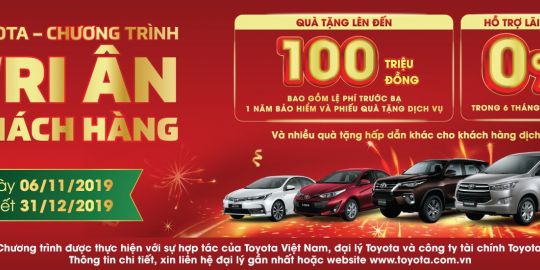 OTA – CHƯƠNG TRÌNH
TRI ÂN
HÁCH HÀNG
ày 06/11/2019
ết 31/12/2019
QUÀ TẶNG LÊN ĐẾN
100 TRIỆU ĐỒNG
BAO GỒM LỆ PHÍ TRƯỚC BẠ
1 NĂM BẢO HIỂM VÀ PHIẾU QUÀ TẶNG DỊCH VỤ
HỖ TRỢ LÃI
0%
TRONG 6 THÁNG
Và nhiều quà tặng hấp dẫn khác cho khách hàng dịch
Chương trình được thực hiện với sự hợp tác của Toyota Việt Nam, đại lý Toyota và công ty tài chính Toyota
Thông tin chi tiết, xin liên hệ đại lý gần nhất hoặc website www.toyota.com.vn